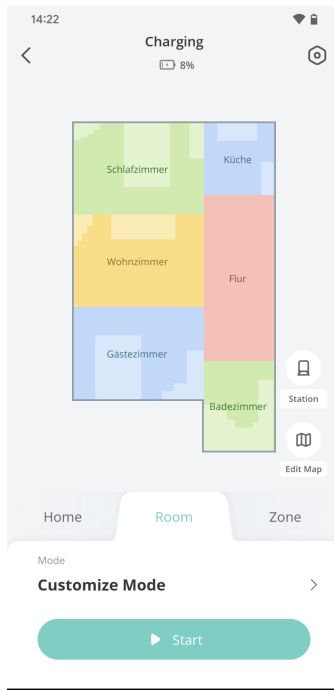 14:22
Charging
8%
Schlafzimmer
Küche
Wohnzimmer
Flur
Gästezimmer
Badezimmer
Station
Edit Map
Home
Room
Zone
Mode
Customize Mode
Start